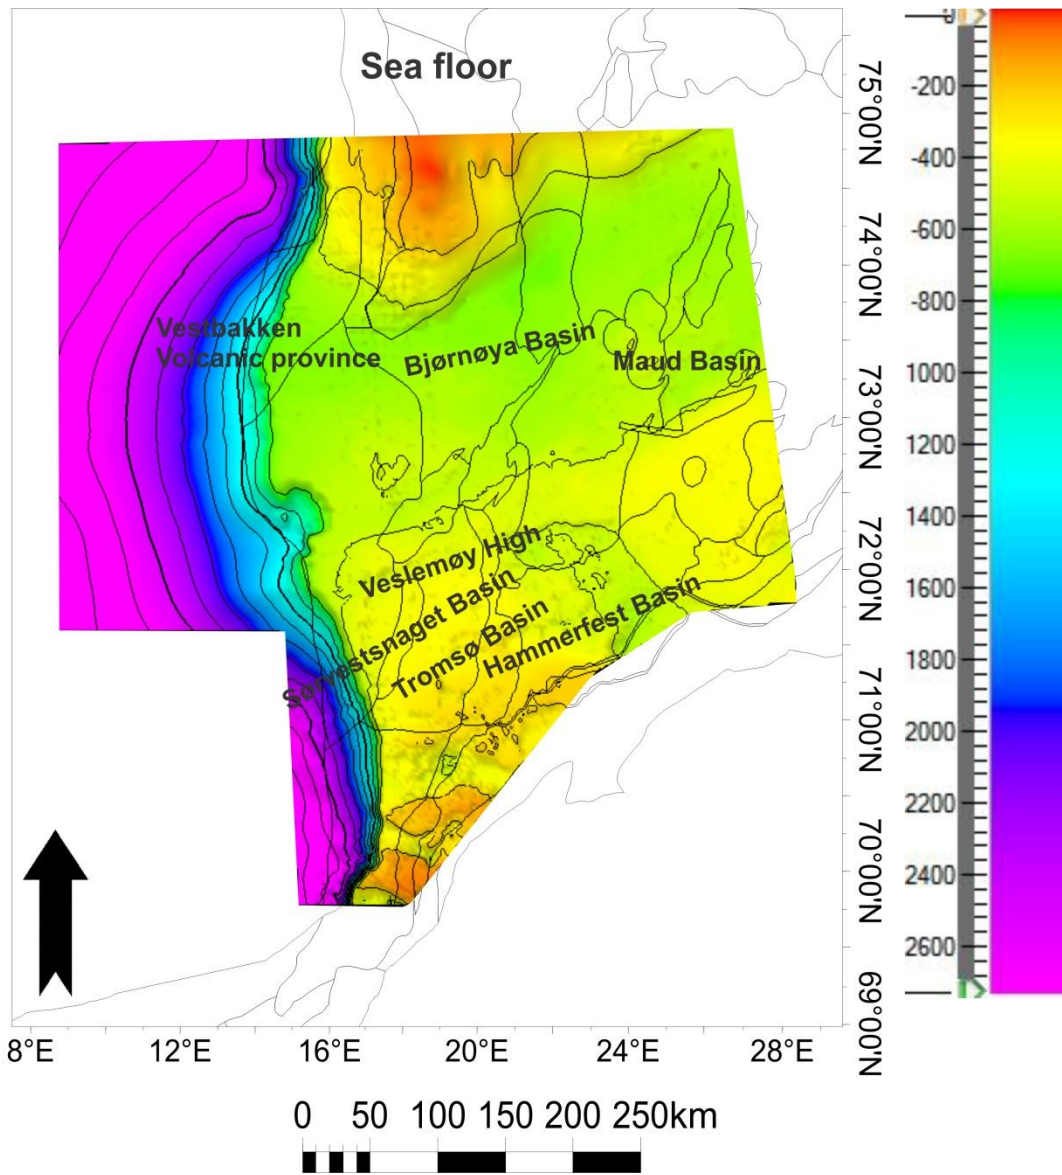 Sea floor
Vestbakken
Volcanic province
Bjørnøya Basin
Maud Basin
Veslemøy High
Sørvestsnaget Basin
Tromsø Basin
Hammerfest Basin
75°00'N
74°00'N
73°00'N
72°00'N
71°00'N
70°00'N
69°00'N
8°E
12°E
16°E
20°E
24°E
28°E
0
50
100
150
200
250km
-200
-400
-600
-800
1000
1200
1400
1600
1800
2000
2200
2400
2600